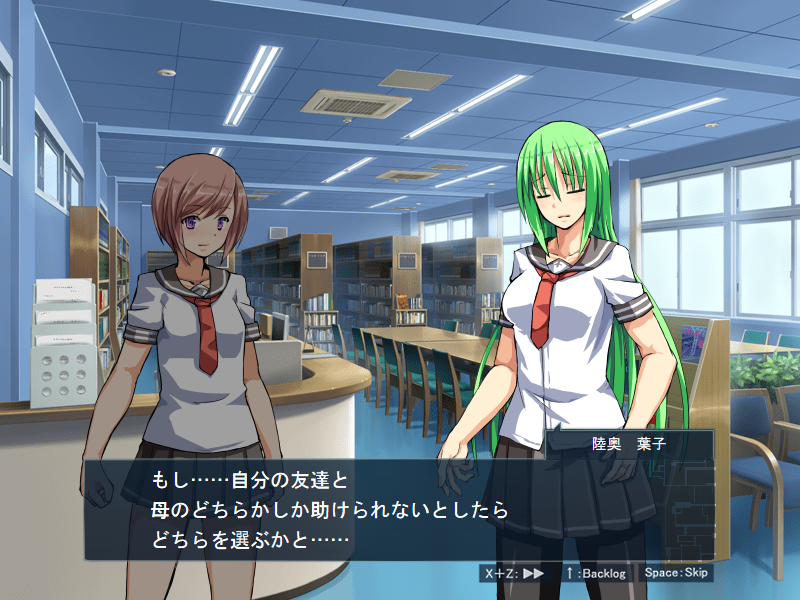 陸奥　葉子
もし……自分の友達と
母のどちらかしか助けられないとしたら
どちらを選ぶかと……
X+Z:▶▶ ↑:Backlog Space:Skip